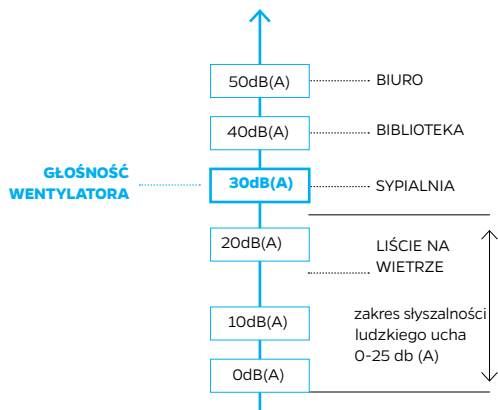 50dB(A) BIURO
40dB(A) BIBLIOTEKA
GŁOŚNOŚĆ
WENTYLATORA
30dB(A) SYPIALNIA
20dB(A)
LIŚCIE NA
WIETRZE
10dB(A)
zakres słyszalności
ludzkiego ucha
0-25 db (A)
0dB(A)